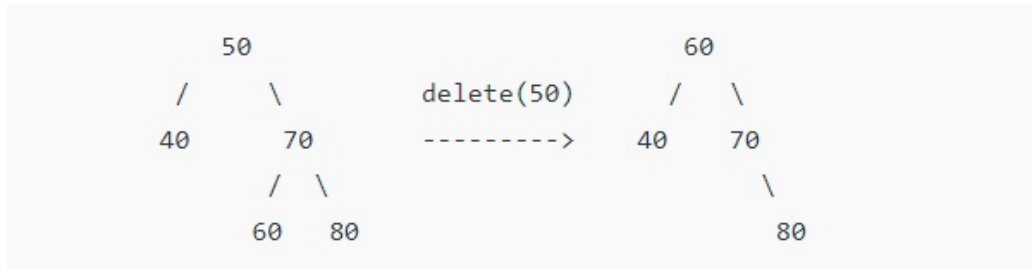 50 60
/ \ delete(50) / \
40 70 ---------> 40 70
/ \ \
60 80 80